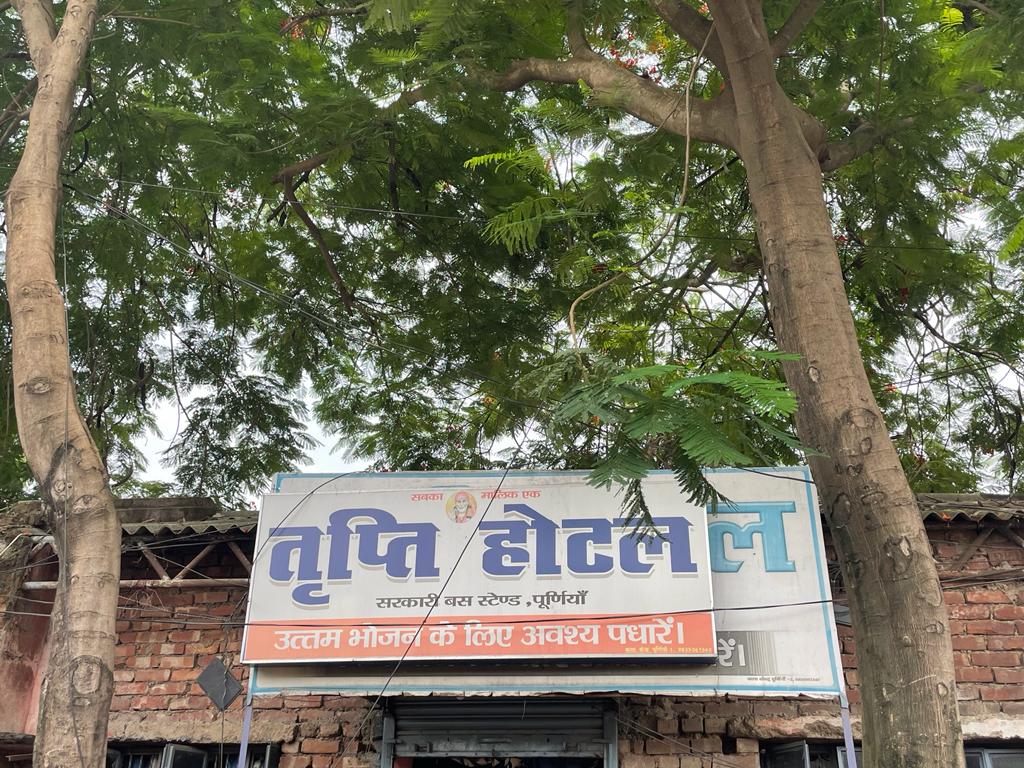 सबका मालिक एक
तृप्ति होटल
सरकारी बस स्टेण्ड ,पूर्णियाँ
उत्तम भोजन के लिए अवश्य पधारें।
ल
रें।